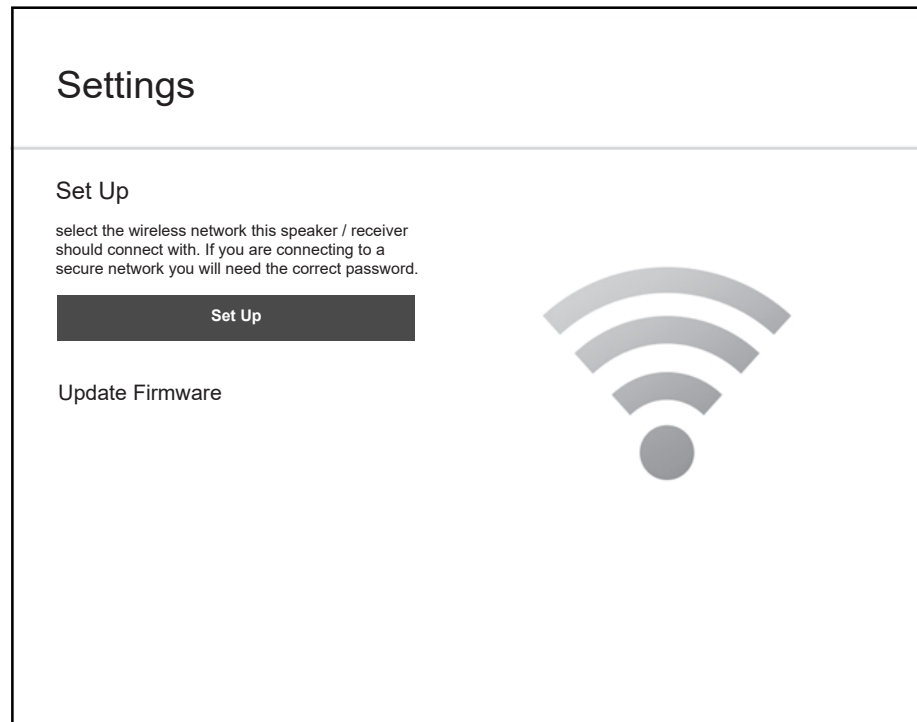 Settings
Set Up
select the wireless network this speaker / receiver
should connect with. If you are connecting to a
secure network you will need the correct password.
Set Up
Update Firmware